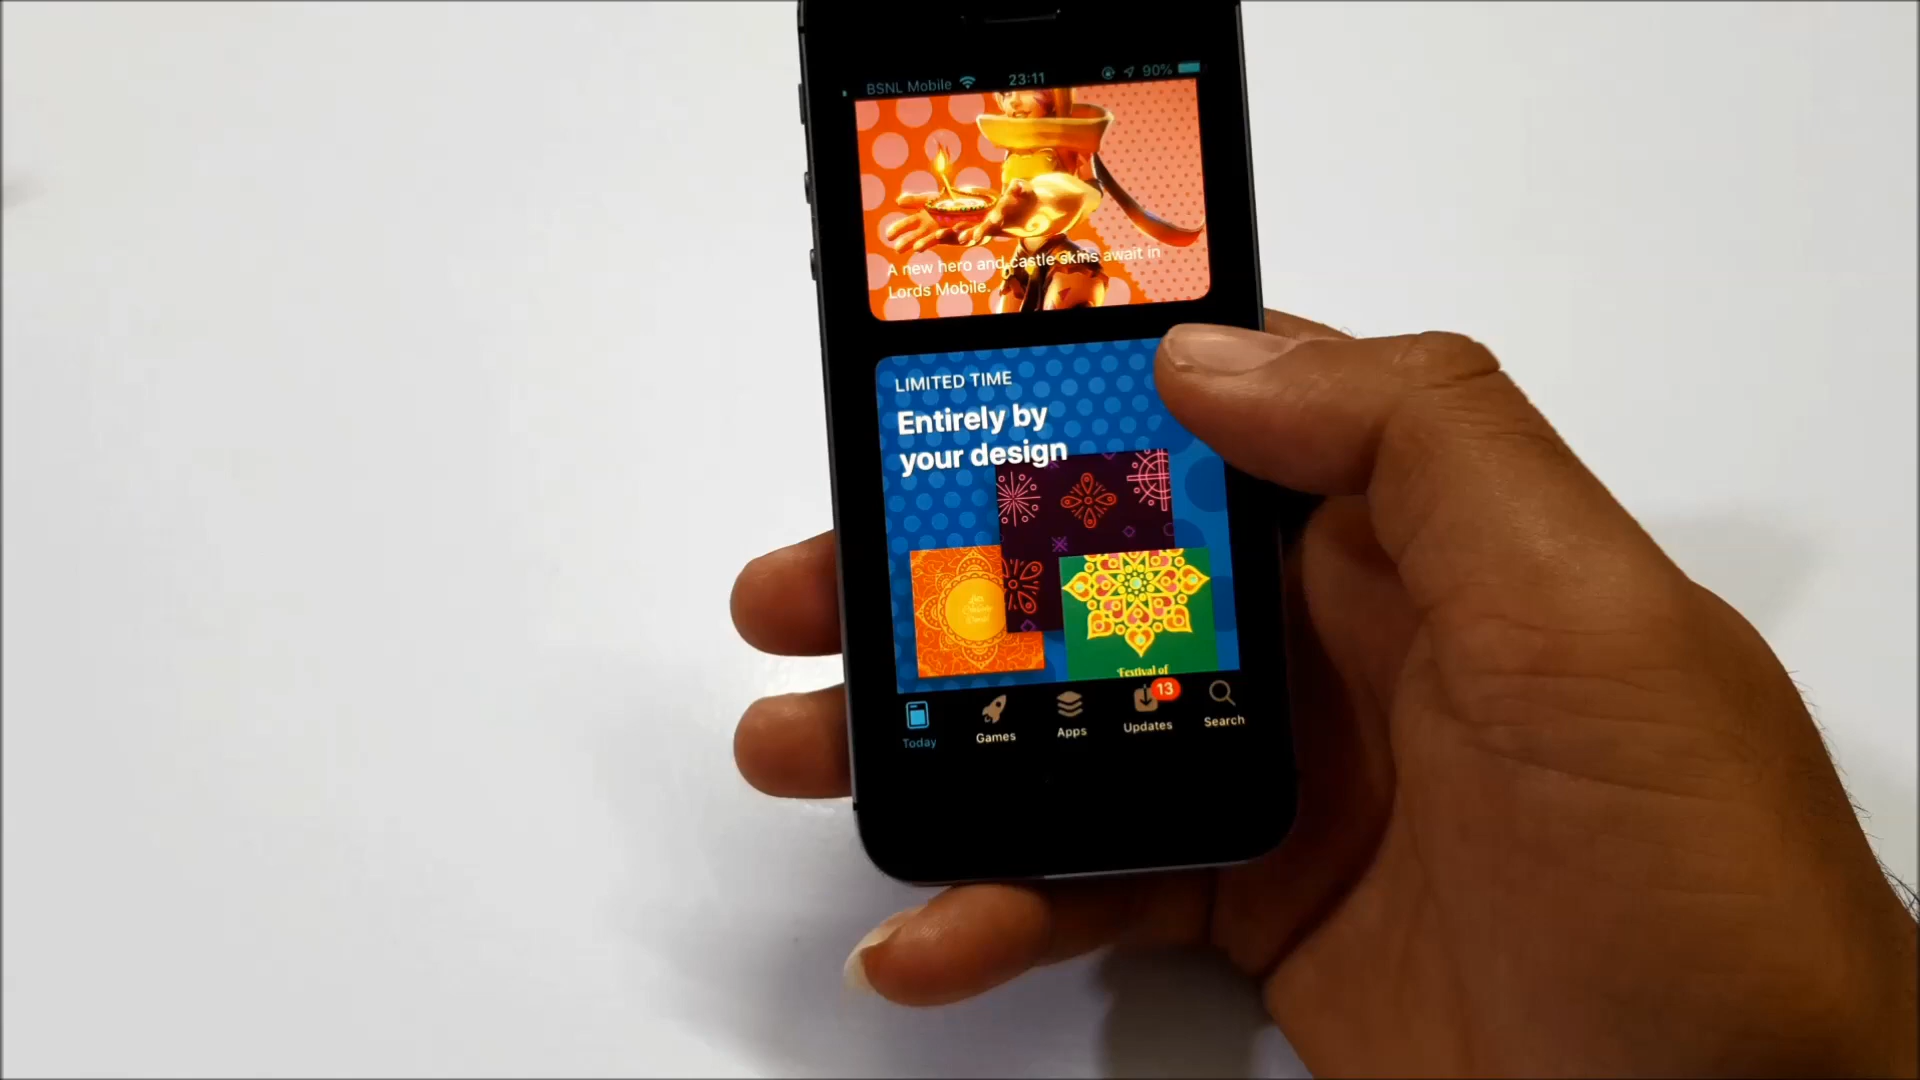 BSNL Mobile 23:11 90%
A new hero and castle skins await in
Lords Mobile.
LIMITED TIME
Entirely by
your design
Festival of
13
Today Games Apps Updates Search